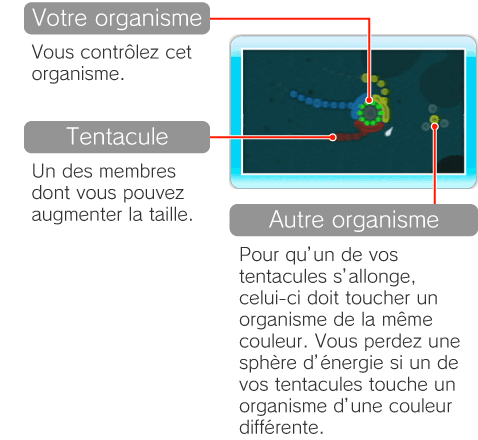 Votre organisme
Vous contrôlez cet
organisme.
Tentacule
Un des membres
dont vous pouvez
augmenter la taille.
Autre organisme
Pour qu'un de vos
tentacules s'allonge,
celui-ci doit toucher un
organisme de la même
couleur. Vous perdez une
sphère d'énergie si un de
vos tentacules touche un
organisme d'une couleur
différente.